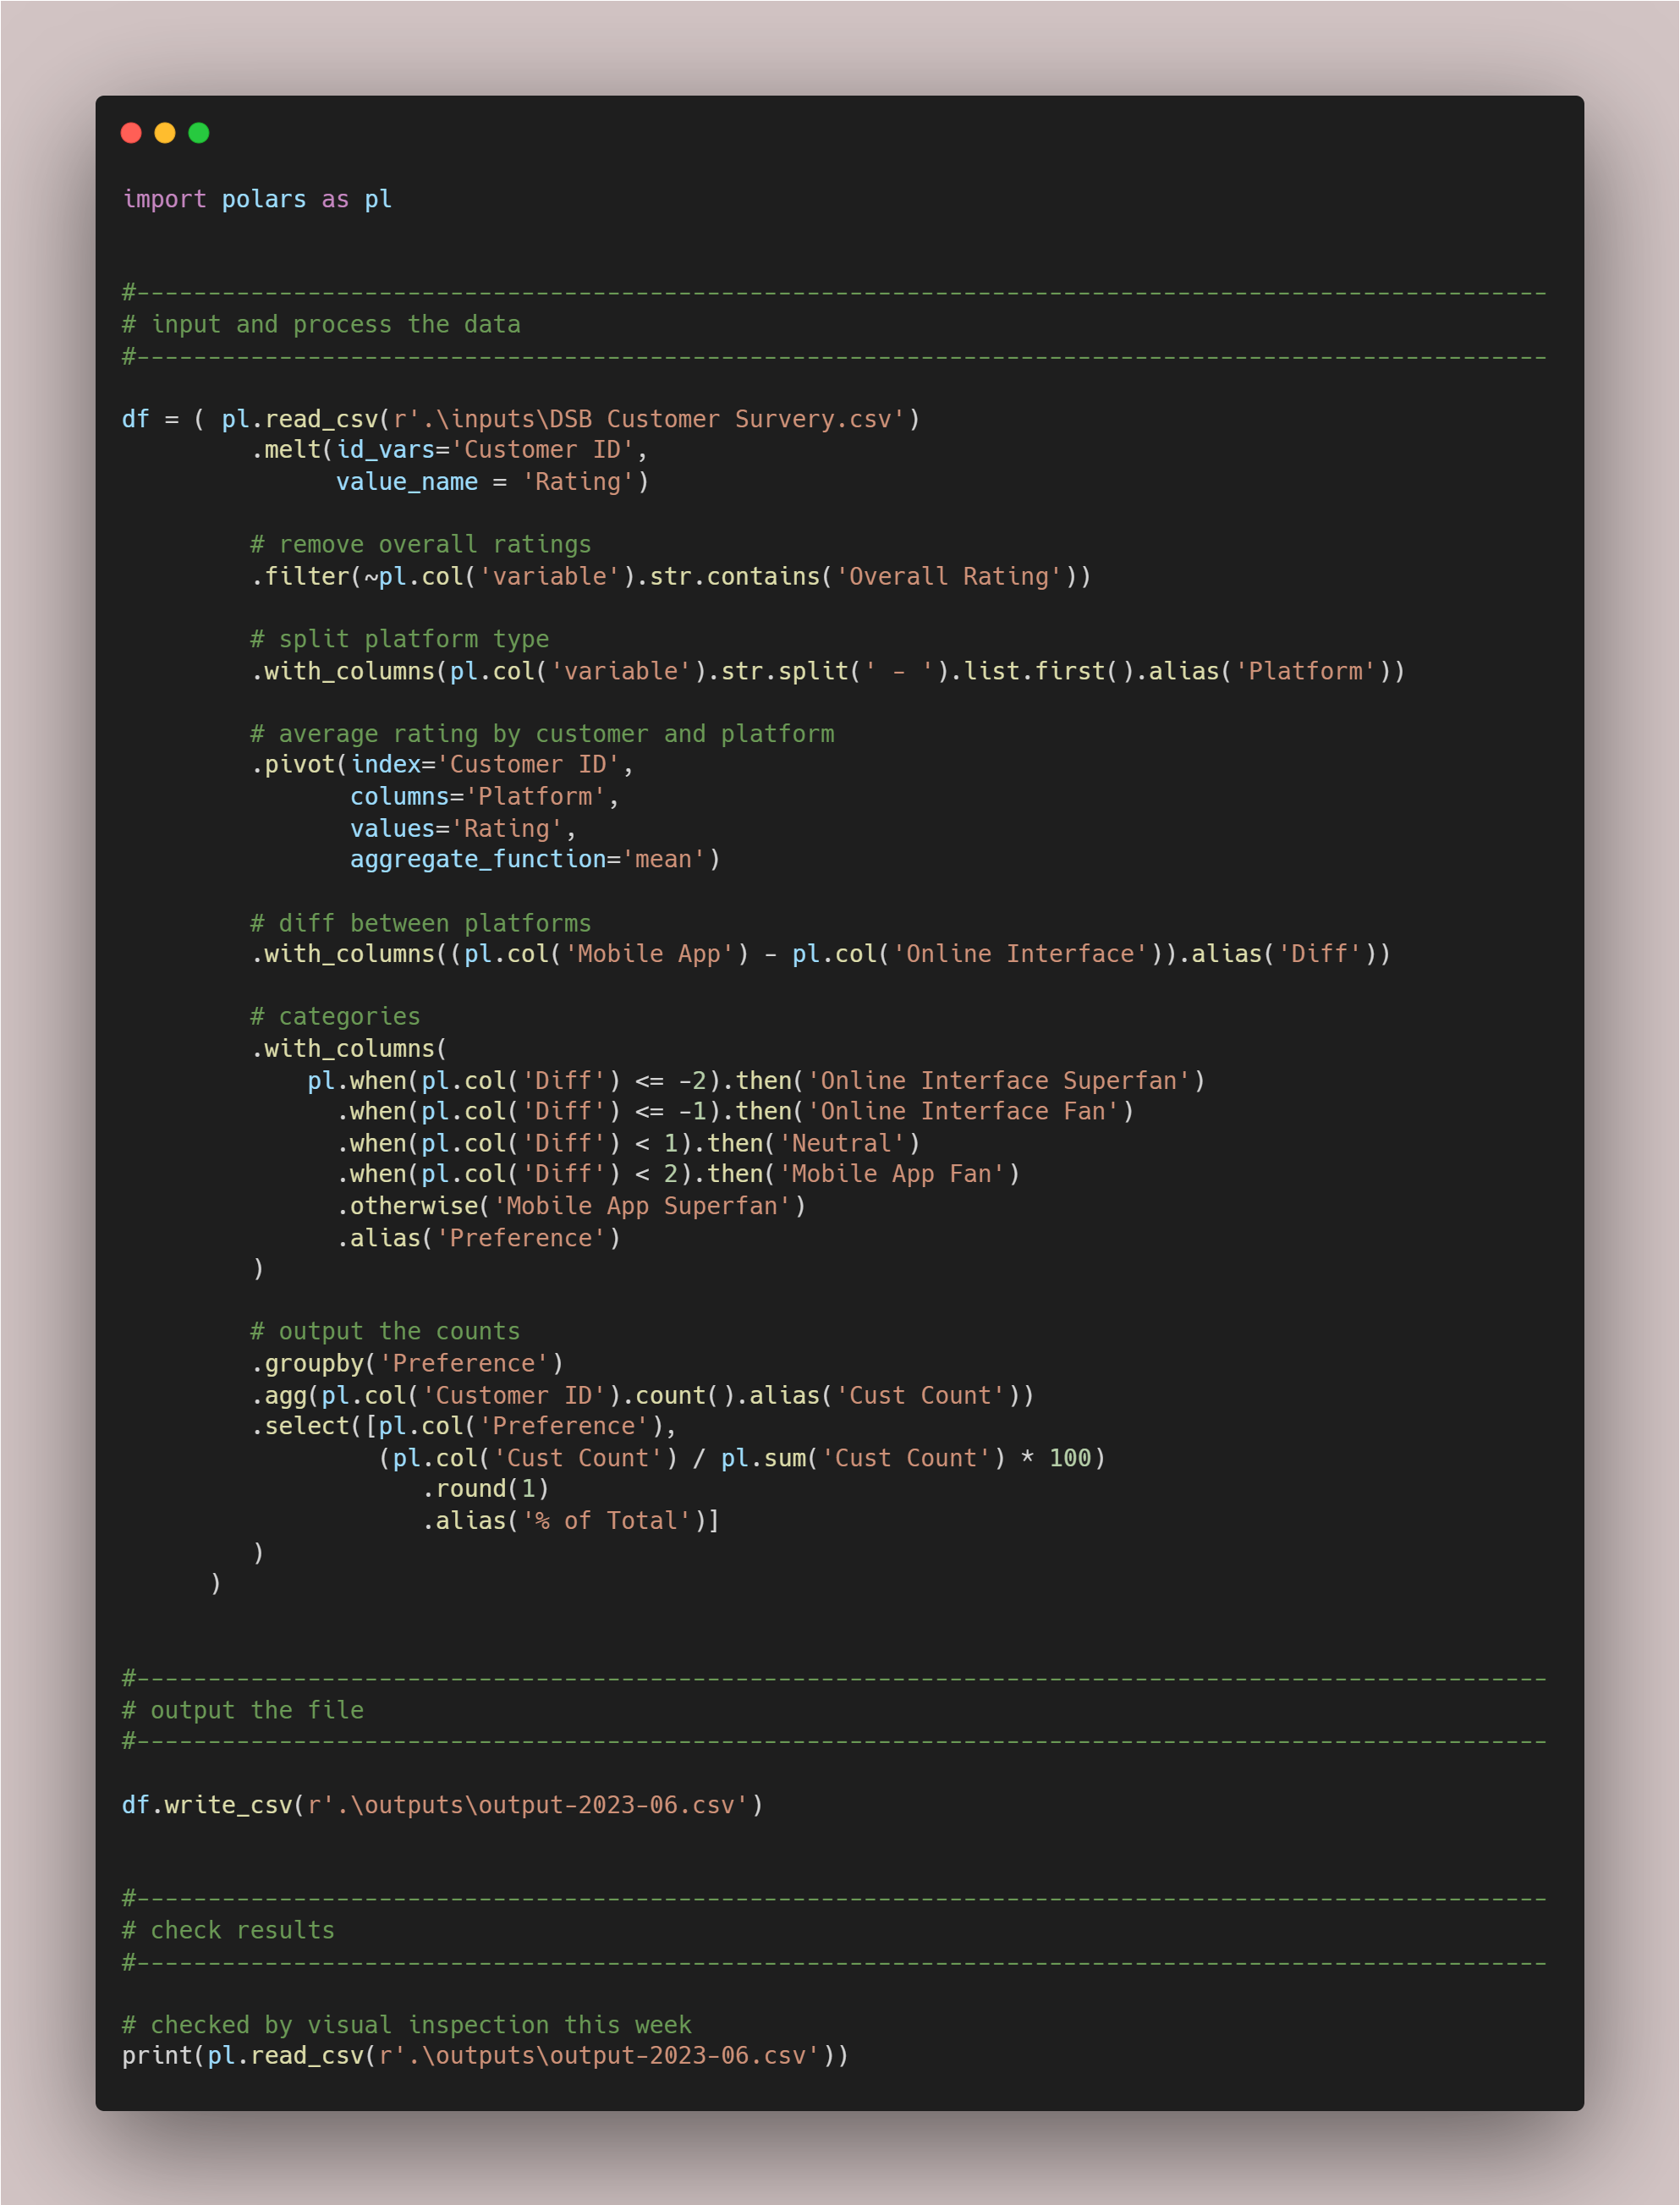 import polars as pl
#---------------------------------------------------------------------------------------------------
# input and process the data
#---------------------------------------------------------------------------------------------------
df = ( pl.read_csv(r'.\inputs\DSB Customer Survery.csv')
         .melt(id_vars='Customer ID',
               value_name = 'Rating')
         # remove overall ratings
         .filter(~pl.col('variable').str.contains('Overall Rating'))
         # split platform type
         .with_columns(pl.col('variable').str.split(' - ').list.first().alias('Platform'))
         # average rating by customer and platform
         .pivot(index='Customer ID',
                columns='Platform',
                values='Rating',
                aggregate_function='mean')
         # diff between platforms
         .with_columns((pl.col('Mobile App') - pl.col('Online Interface')).alias('Diff'))
         # categories
         .with_columns(
             pl.when(pl.col('Diff') <= -2).then('Online Interface Superfan')
               .when(pl.col('Diff') <= -1).then('Online Interface Fan')
               .when(pl.col('Diff') < 1).then('Neutral')
               .when(pl.col('Diff') < 2).then('Mobile App Fan')
               .otherwise('Mobile App Superfan')
               .alias('Preference')
         )
         # output the counts
         .groupby('Preference')
         .agg(pl.col('Customer ID').count().alias('Cust Count'))
         .select([pl.col('Preference'),
                  (pl.col('Cust Count') / pl.sum('Cust Count') * 100)
                     .round(1)
                     .alias('% of Total')]
         )
      )
#---------------------------------------------------------------------------------------------------
# output the file
#---------------------------------------------------------------------------------------------------
df.write_csv(r'.\outputs\output-2023-06.csv')
#---------------------------------------------------------------------------------------------------
# check results
#---------------------------------------------------------------------------------------------------
# checked by visual inspection this week
print(pl.read_csv(r'.\outputs\output-2023-06.csv'))